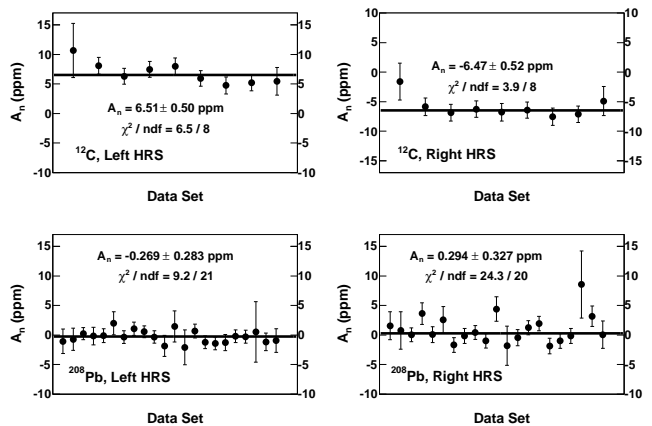 15
10
5
0
-5
-10
A_n (ppm)
A_n = 6.51 ± 0.50 ppm
χ² / ndf = 6.5 / 8
¹²C, Left HRS
15
10
5
0
-5
-10
Data Set
10
5
0
-5
-10
-15
A_n (ppm)
A_n = -6.47 ± 0.52 ppm
χ² / ndf = 3.9 / 8
¹²C, Right HRS
10
5
0
-5
-10
-15
Data Set
15
10
5
0
-5
-10
A_n (ppm)
A_n = -0.269 ± 0.283 ppm
χ² / ndf = 9.2 / 21
²⁰⁸Pb, Left HRS
15
10
5
0
-5
-10
Data Set
15
10
5
0
-5
-10
A_n (ppm)
A_n = 0.294 ± 0.327 ppm
χ² / ndf = 24.3 / 20
²⁰⁸Pb, Right HRS
15
10
5
0
-5
-10
Data Set